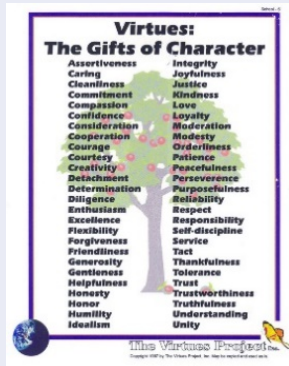 Virtues:
The Gifts of Character
Assertiveness
Caring
Cleanliness
Commitment
Compassion
Confidence
Consideration
Cooperation
Courage
Courtesy
Creativity
Detachment
Determination
Diligence
Enthusiasm
Excellence
Flexibility
Forgiveness
Friendliness
Generosity
Gentleness
Helpfulness
Honesty
Honor
Humility
Idealism
Integrity
Joyfulness
Justice
Kindness
Love
Loyalty
Moderation
Modesty
Orderliness
Patience
Peacefulness
Perseverence
Purposefulness
Reliability
Respect
Responsibility
Self-discipline
Service
Tact
Thankfulness
Tolerance
Trust
Trustworthiness
Truthfulness
Understanding
Unity
The Virtues Project